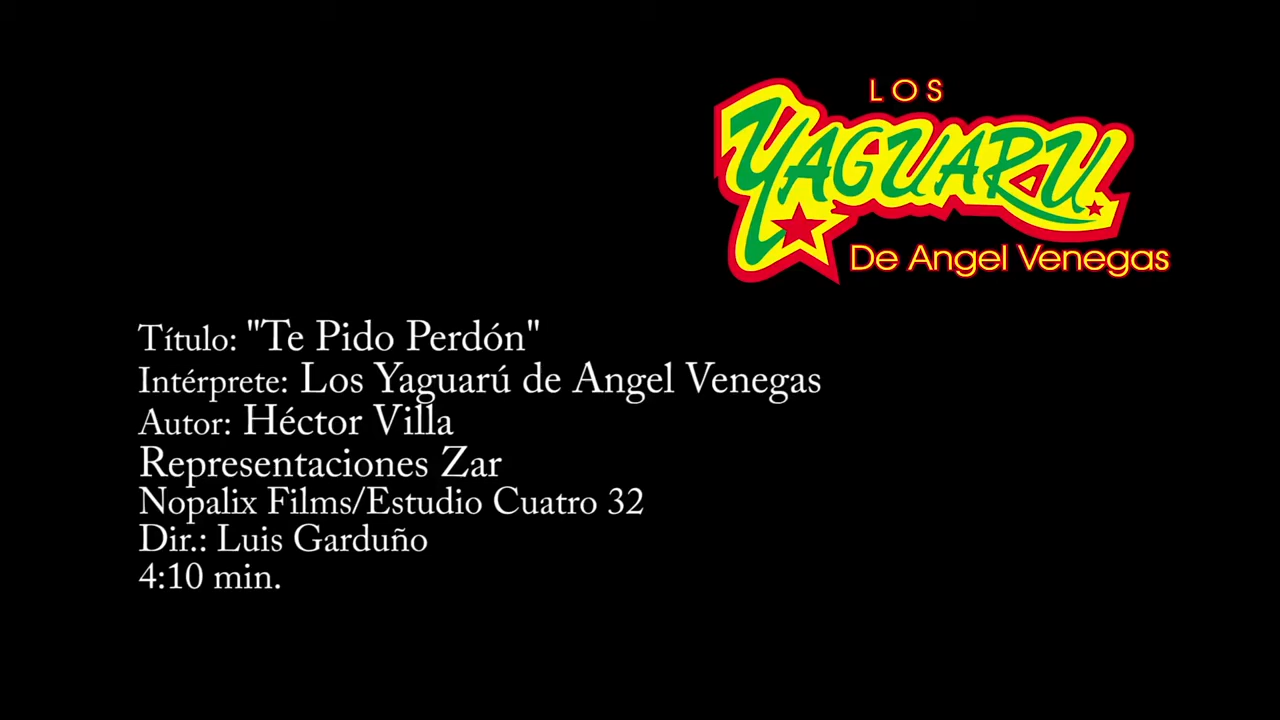 LOS
YAGUARU
De Angel Venegas
Título: "Te Pido Perdón"
Intérprete: Los Yaguarú de Angel Venegas
Autor: Héctor Villa
Representaciones Zar
Nopalix Films/Estudio Cuatro 32
Dir.: Luis Garduño
4:10 min.